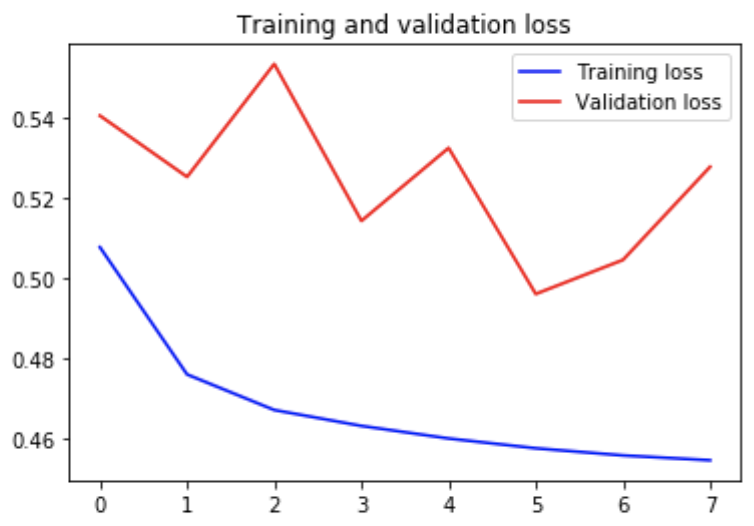 Training and validation loss
Training loss
Validation loss
0.54
0.52
0.50
0.48
0.46
0 1 2 3 4 5 6 7